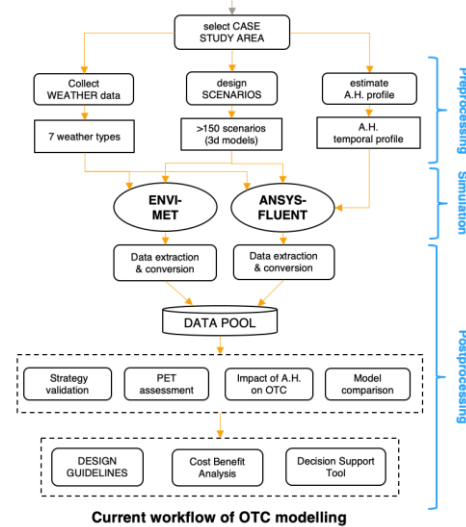 select CASE
STUDY AREA
Collect
WEATHER data
design
SCENARIOS
estimate
A.H. profile
7 weather types
>150 scenarios
(3d models)
A.H.
temporal profile
Preprocessing
ENVI-
MET
ANSYS-
FLUENT
Simulation
Data extraction
& conversion
Data extraction
& conversion
DATA POOL
Strategy
validation
PET
assessment
Impact of A.H.
on OTC
Model
comparison
DESIGN
GUIDELINES
Cost Benefit
Analysis
Decision Support
Tool
Postprocessing
Current workflow of OTC modelling